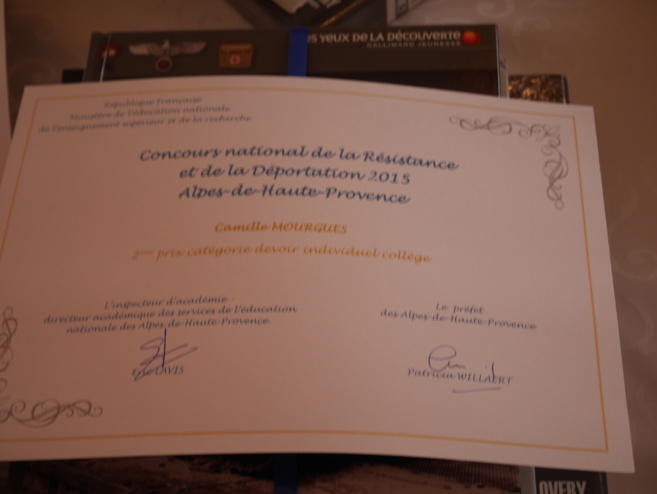 S YEUX DE LA DÉCOUVERTE
GALLIMARD JEUNESSE
République Française
Ministère de l'éducation nationale
de l'enseignement supérieur et de la recherche
Concours national de la Résistance
et de la Déportation 2015
Alpes-de-Haute-Provence
Camille MOURGUES
2ème prix catégorie devoir individuel collège
L'inspecteur d'académie -
directeur académique des services de l'éducation
nationale des Alpes-de-Haute-Provence
LAVIS
Le préfet
des Alpes-de-Haute-Provence
Patricia WILLAERT
OVERY